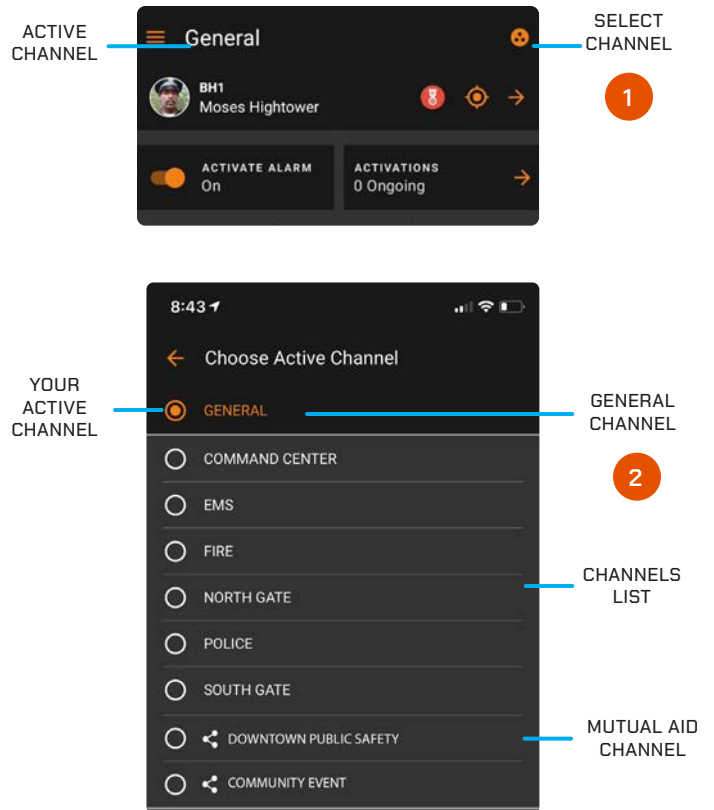 ACTIVE
CHANNEL
General
SELECT
CHANNEL
1
BH1
Moses Hightower
ACTIVATE ALARM
On
ACTIVATIONS
0 Ongoing
8:43
Choose Active Channel
YOUR
ACTIVE
CHANNEL
GENERAL
GENERAL
CHANNEL
2
COMMAND CENTER
EMS
FIRE
NORTH GATE
CHANNELS
LIST
POLICE
SOUTH GATE
DOWNTOWN PUBLIC SAFETY
MUTUAL AID
CHANNEL
COMMUNITY EVENT